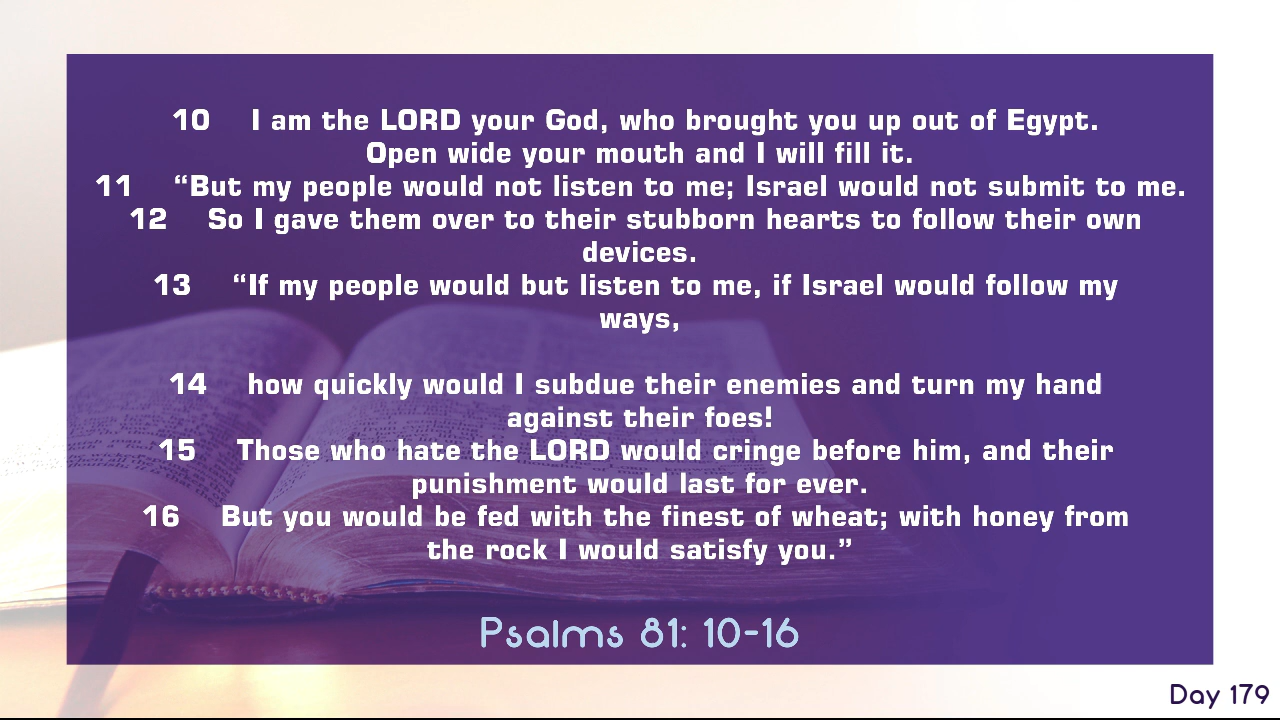 10 I am the LORD your God, who brought you up out of Egypt.
Open wide your mouth and I will fill it.
11 “But my people would not listen to me; Israel would not submit to me.
12 So I gave them over to their stubborn hearts to follow their own
devices.
13 “If my people would but listen to me, if Israel would follow my
ways,
14 how quickly would I subdue their enemies and turn my hand
against their foes!
15 Those who hate the LORD would cringe before him, and their
punishment would last for ever.
16 But you would be fed with the finest of wheat; with honey from
the rock I would satisfy you.”
Psalms 81: 10-16
Day 179